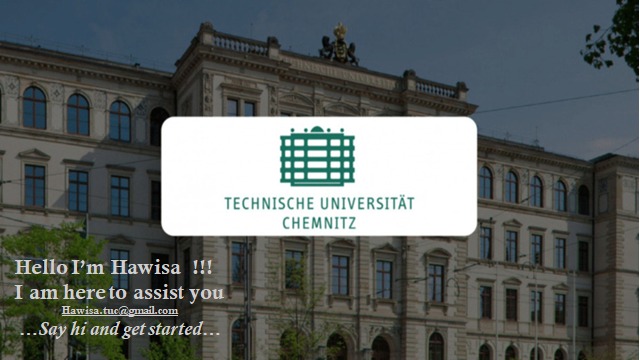 TECHNISCHE UNIVERSITÄT
CHEMNITZ
Hello I'm Hawisa !!!
I am here to assist you
Hawisa.tuc@gmail.com
...Say hi and get started...